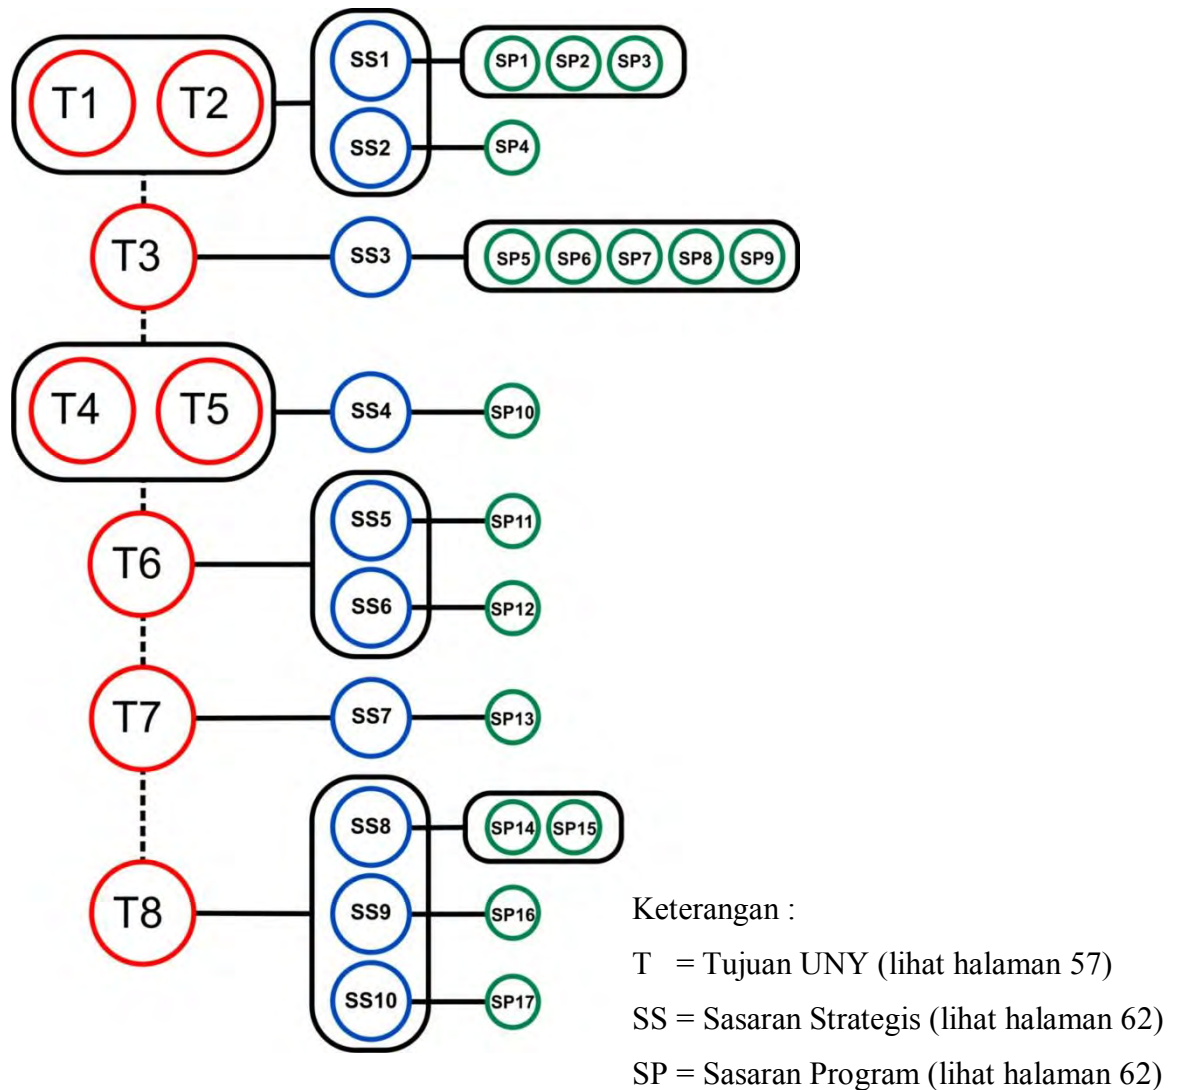 T1 T2 SS1 SP1 SP2 SP3
SS2 SP4
T3 SS3 SP5 SP6 SP7 SP8 SP9
T4 T5 SS4 SP10
SS5 SP11
T6
SS6 SP12
T7 SS7 SP13
SS8 SP14 SP15
T8 SS9 SP16
SS10 SP17
Keterangan :
T = Tujuan UNY (lihat halaman 57)
SS = Sasaran Strategis (lihat halaman 62)
SP = Sasaran Program (lihat halaman 62)